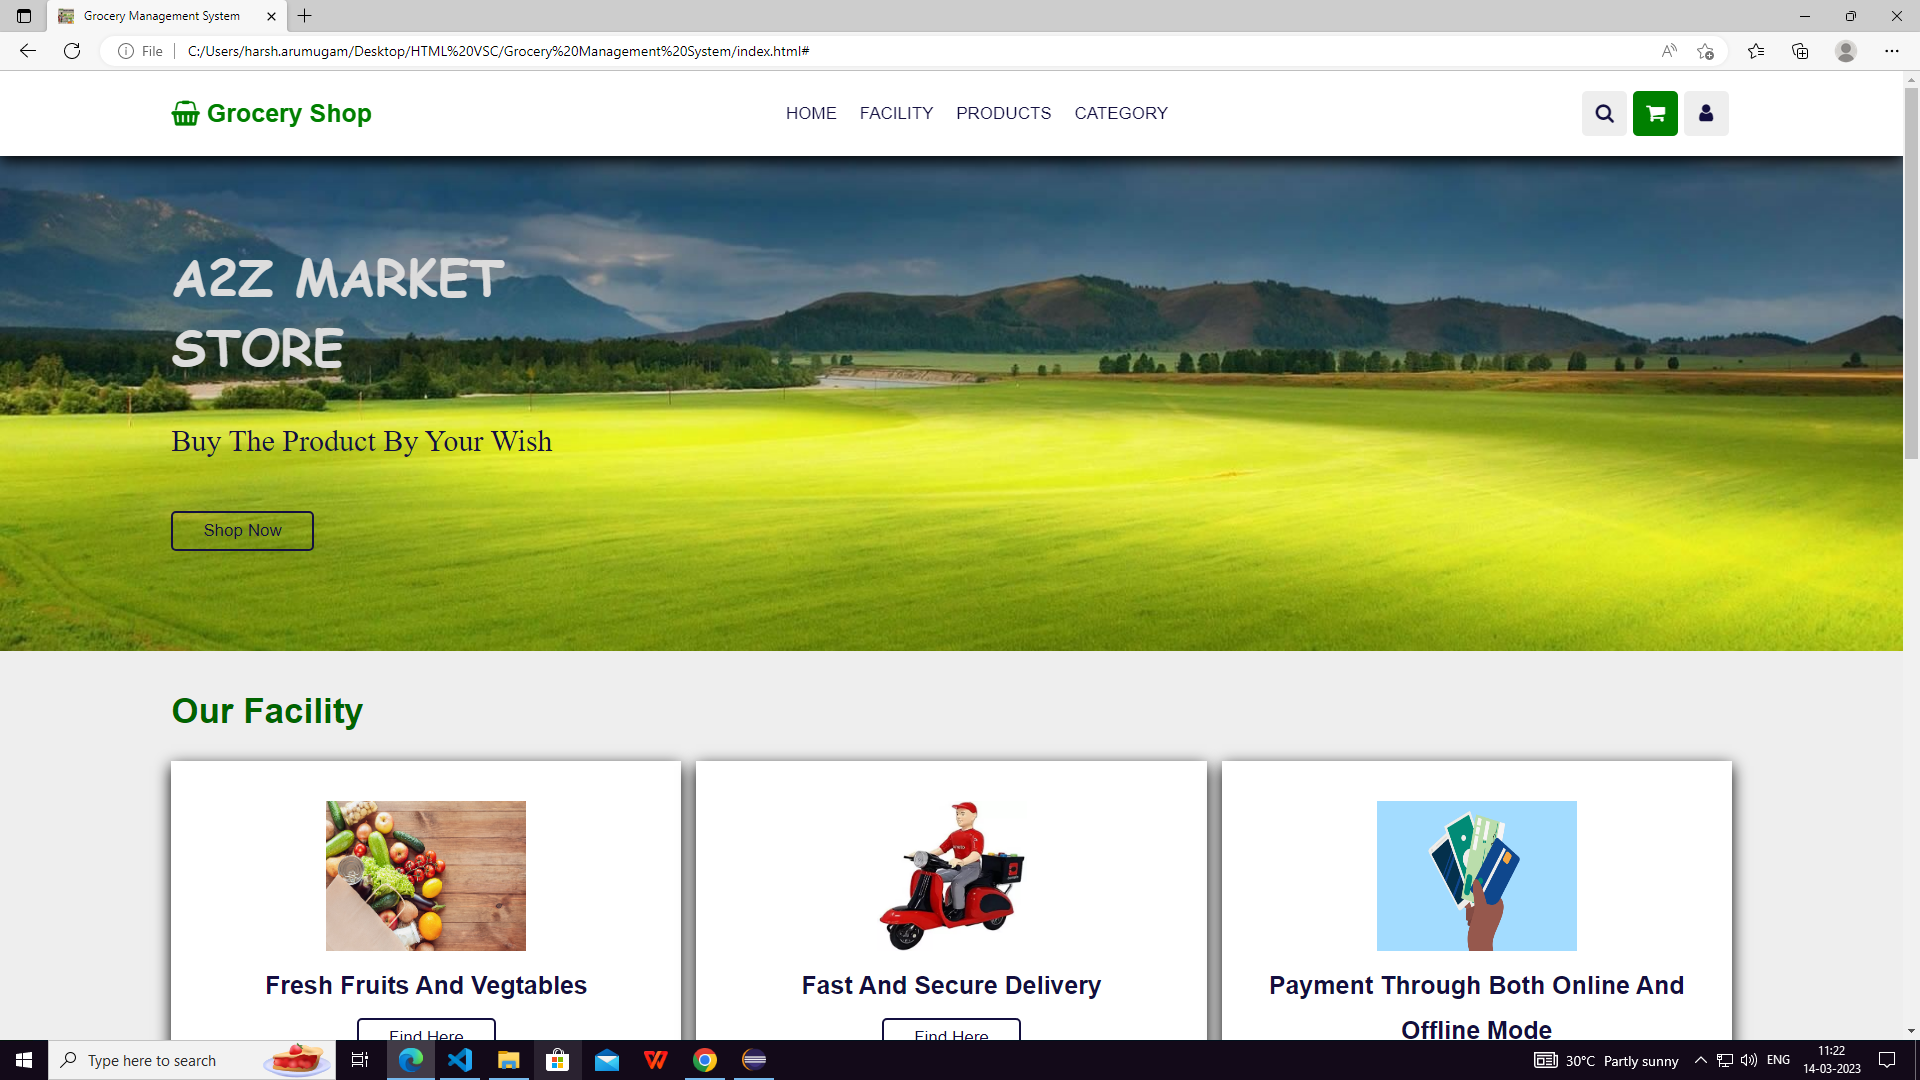 Grocery Management System
File
C:/Users/harsh.arumugam/Desktop/HTML%20VSC/Grocery%20Management%20System/index.html#
Grocery Shop
HOME FACILITY PRODUCTS CATEGORY
A2Z MARKET
STORE
Buy The Product By Your Wish
Shop Now
Our Facility
Fresh Fruits And Vegtables
Find Here
Fast And Secure Delivery
Find Here
Payment Through Both Online And
Offline Mode
Type here to search
30°C Partly sunny
ENG
11:22
14-03-2023